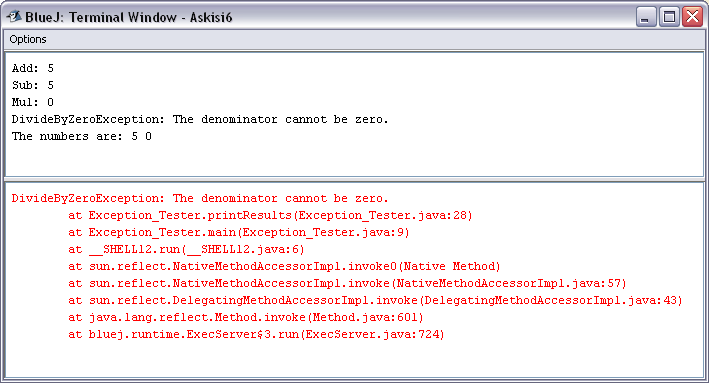 BlueJ: Terminal Window - Askisi6
Options
Add: 5
Sub: 5
Mul: 0
DivideByZeroException: The denominator cannot be zero.
The numbers are: 5 0
DivideByZeroException: The denominator cannot be zero.
at Exception_Tester.printResults(Exception_Tester.java:28)
at Exception_Tester.main(Exception_Tester.java:9)
at __SHELL12.run(__SHELL12.java:6)
at sun.reflect.NativeMethodAccessorImpl.invoke0(Native Method)
at sun.reflect.NativeMethodAccessorImpl.invoke(NativeMethodAccessorImpl.java:57)
at sun.reflect.DelegatingMethodAccessorImpl.invoke(DelegatingMethodAccessorImpl.java:43)
at java.lang.reflect.Method.invoke(Method.java:601)
at bluej.runtime.ExecServer$3.run(ExecServer.java:724)